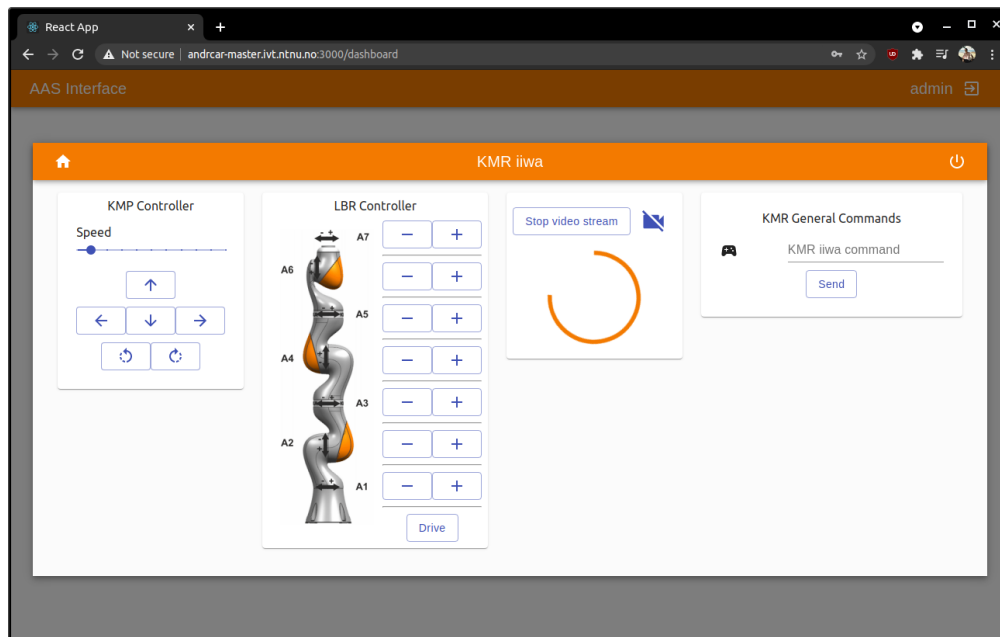 React App
Not secure
andrcar-master.ivt.ntnu.no:3000/dashboard
AAS Interface
admin
KMR iiwa
KMP Controller
Speed
LBR Controller
A7
A6
A5
A4
A3
A2
A1
Drive
Stop video stream
KMR General Commands
KMR iiwa command
Send